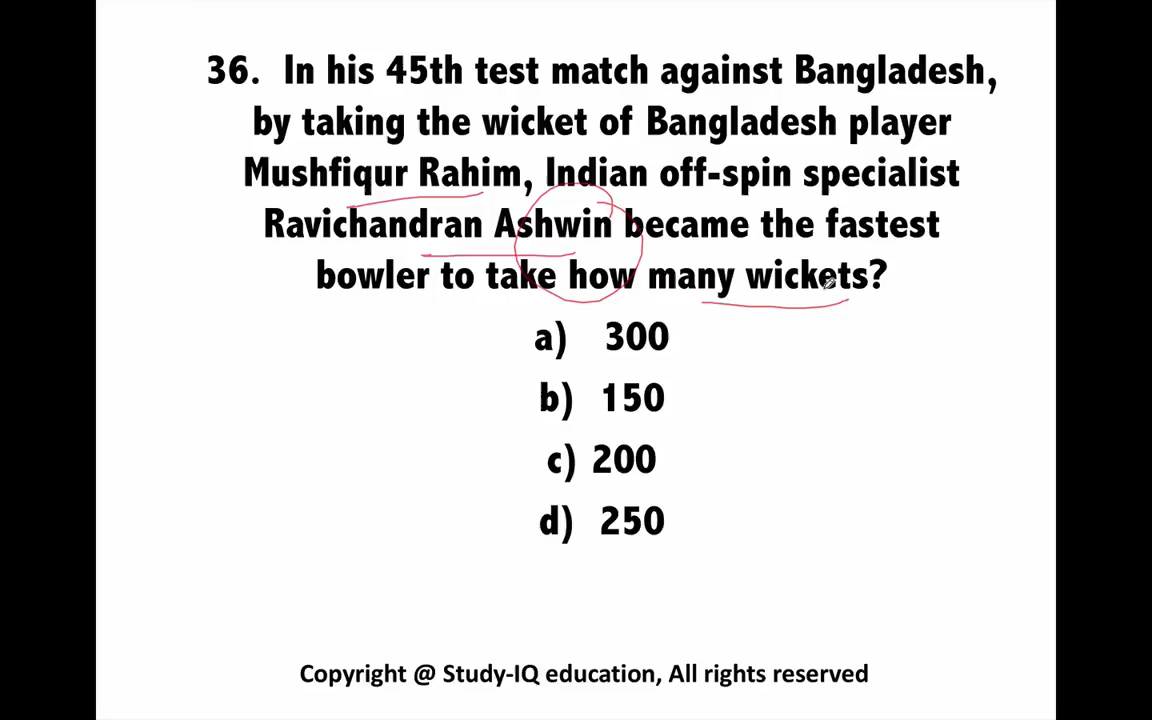 36. In his 45th test match against Bangladesh,
by taking the wicket of Bangladesh player
Mushfiqur Rahim, Indian off-spin specialist
Ravichandran Ashwin became the fastest
bowler to take how many wickets?
a) 300
b) 150
c) 200
d) 250
Copyright @ Study-IQ education, All rights reserved